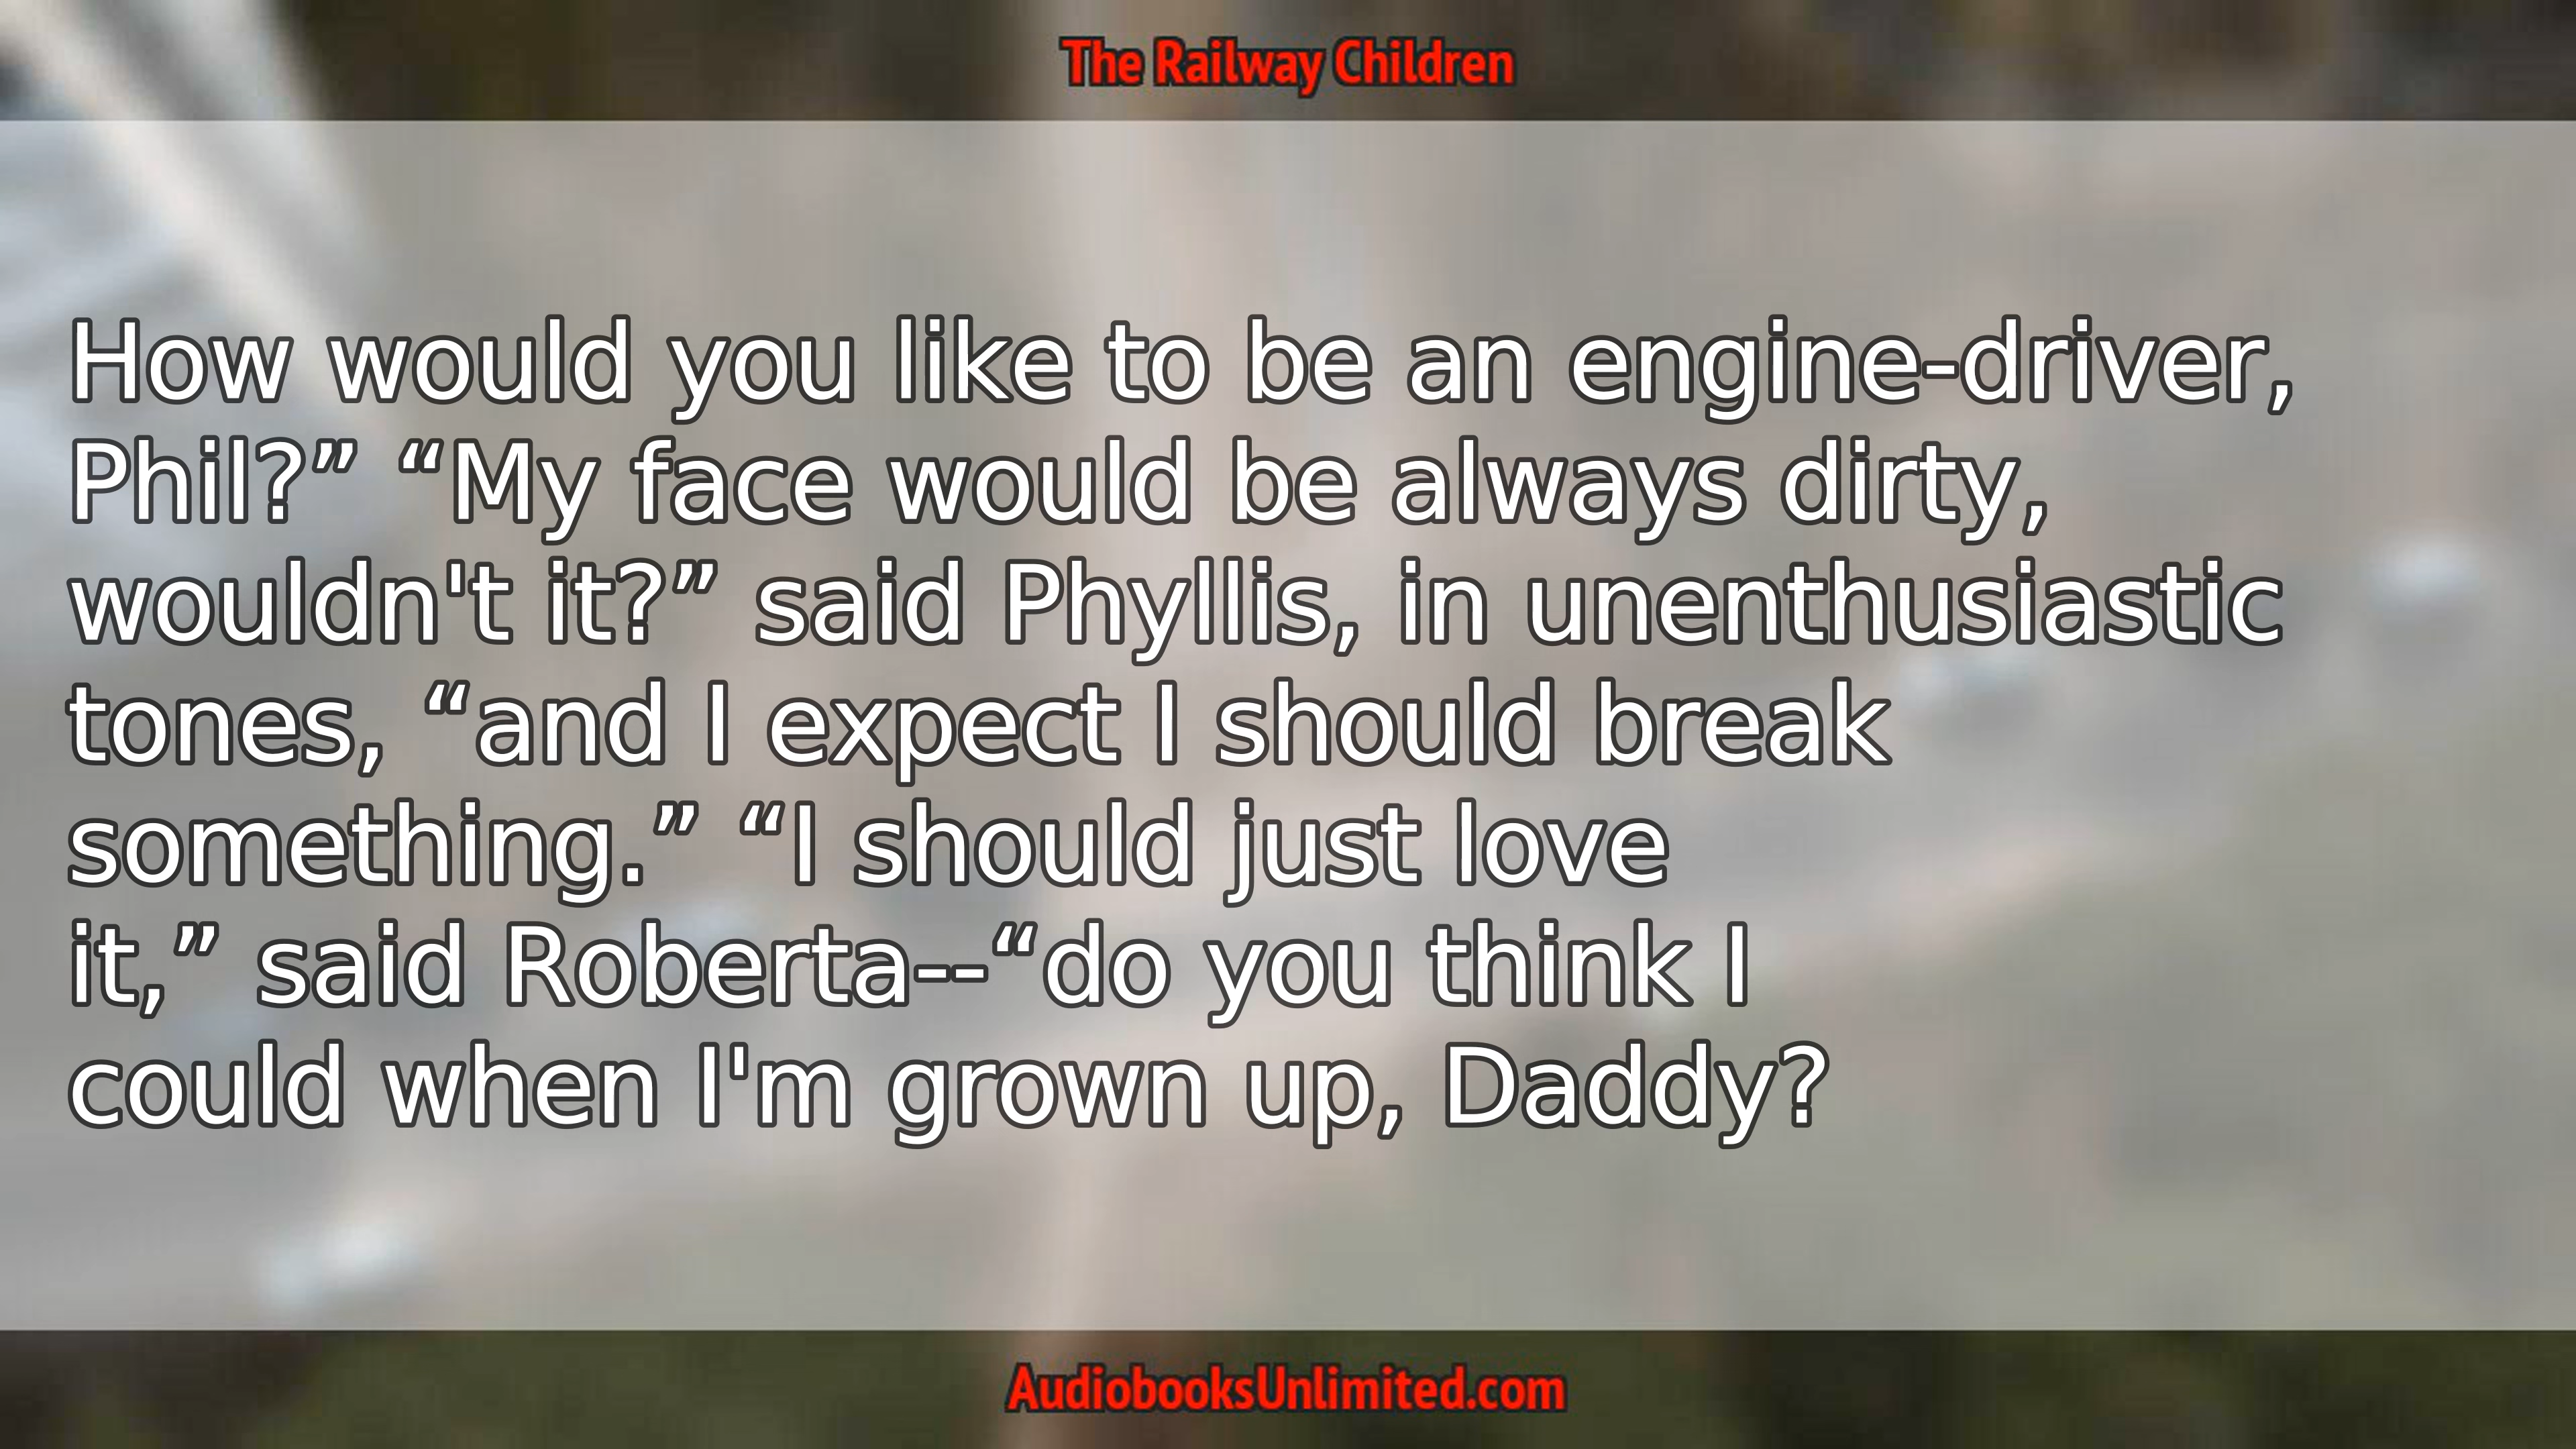 The Railway Children
How would you like to be an engine-driver,
Phil?” “My face would be always dirty,
wouldn't it?” said Phyllis, in unenthusiastic
tones, “and I expect I should break
something.” “I should just love
it,” said Roberta--“do you think I
could when I'm grown up, Daddy?
AudiobooksUnlimited.com